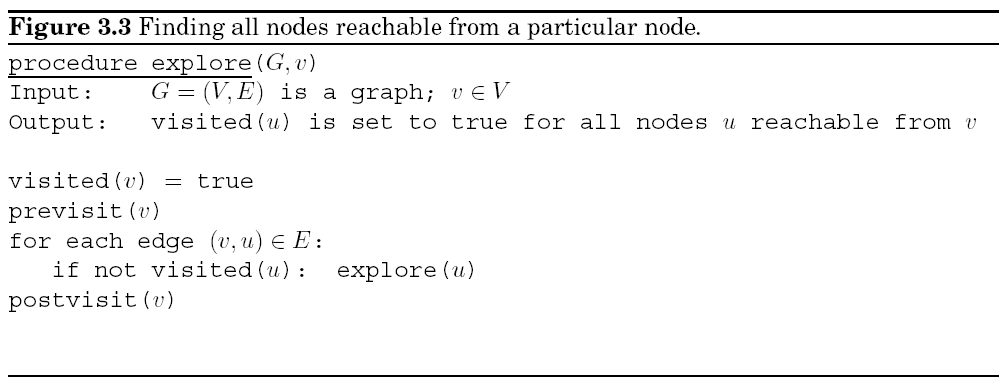 Figure 3.3 Finding all nodes reachable from a particular node.
procedure explore(G, v)
Input: G = (V, E) is a graph; v ∈ V
Output: visited(u) is set to true for all nodes u reachable from v
visited(v) = true
previsit(v)
for each edge (v, u) ∈ E:
if not visited(u): explore(u)
postvisit(v)